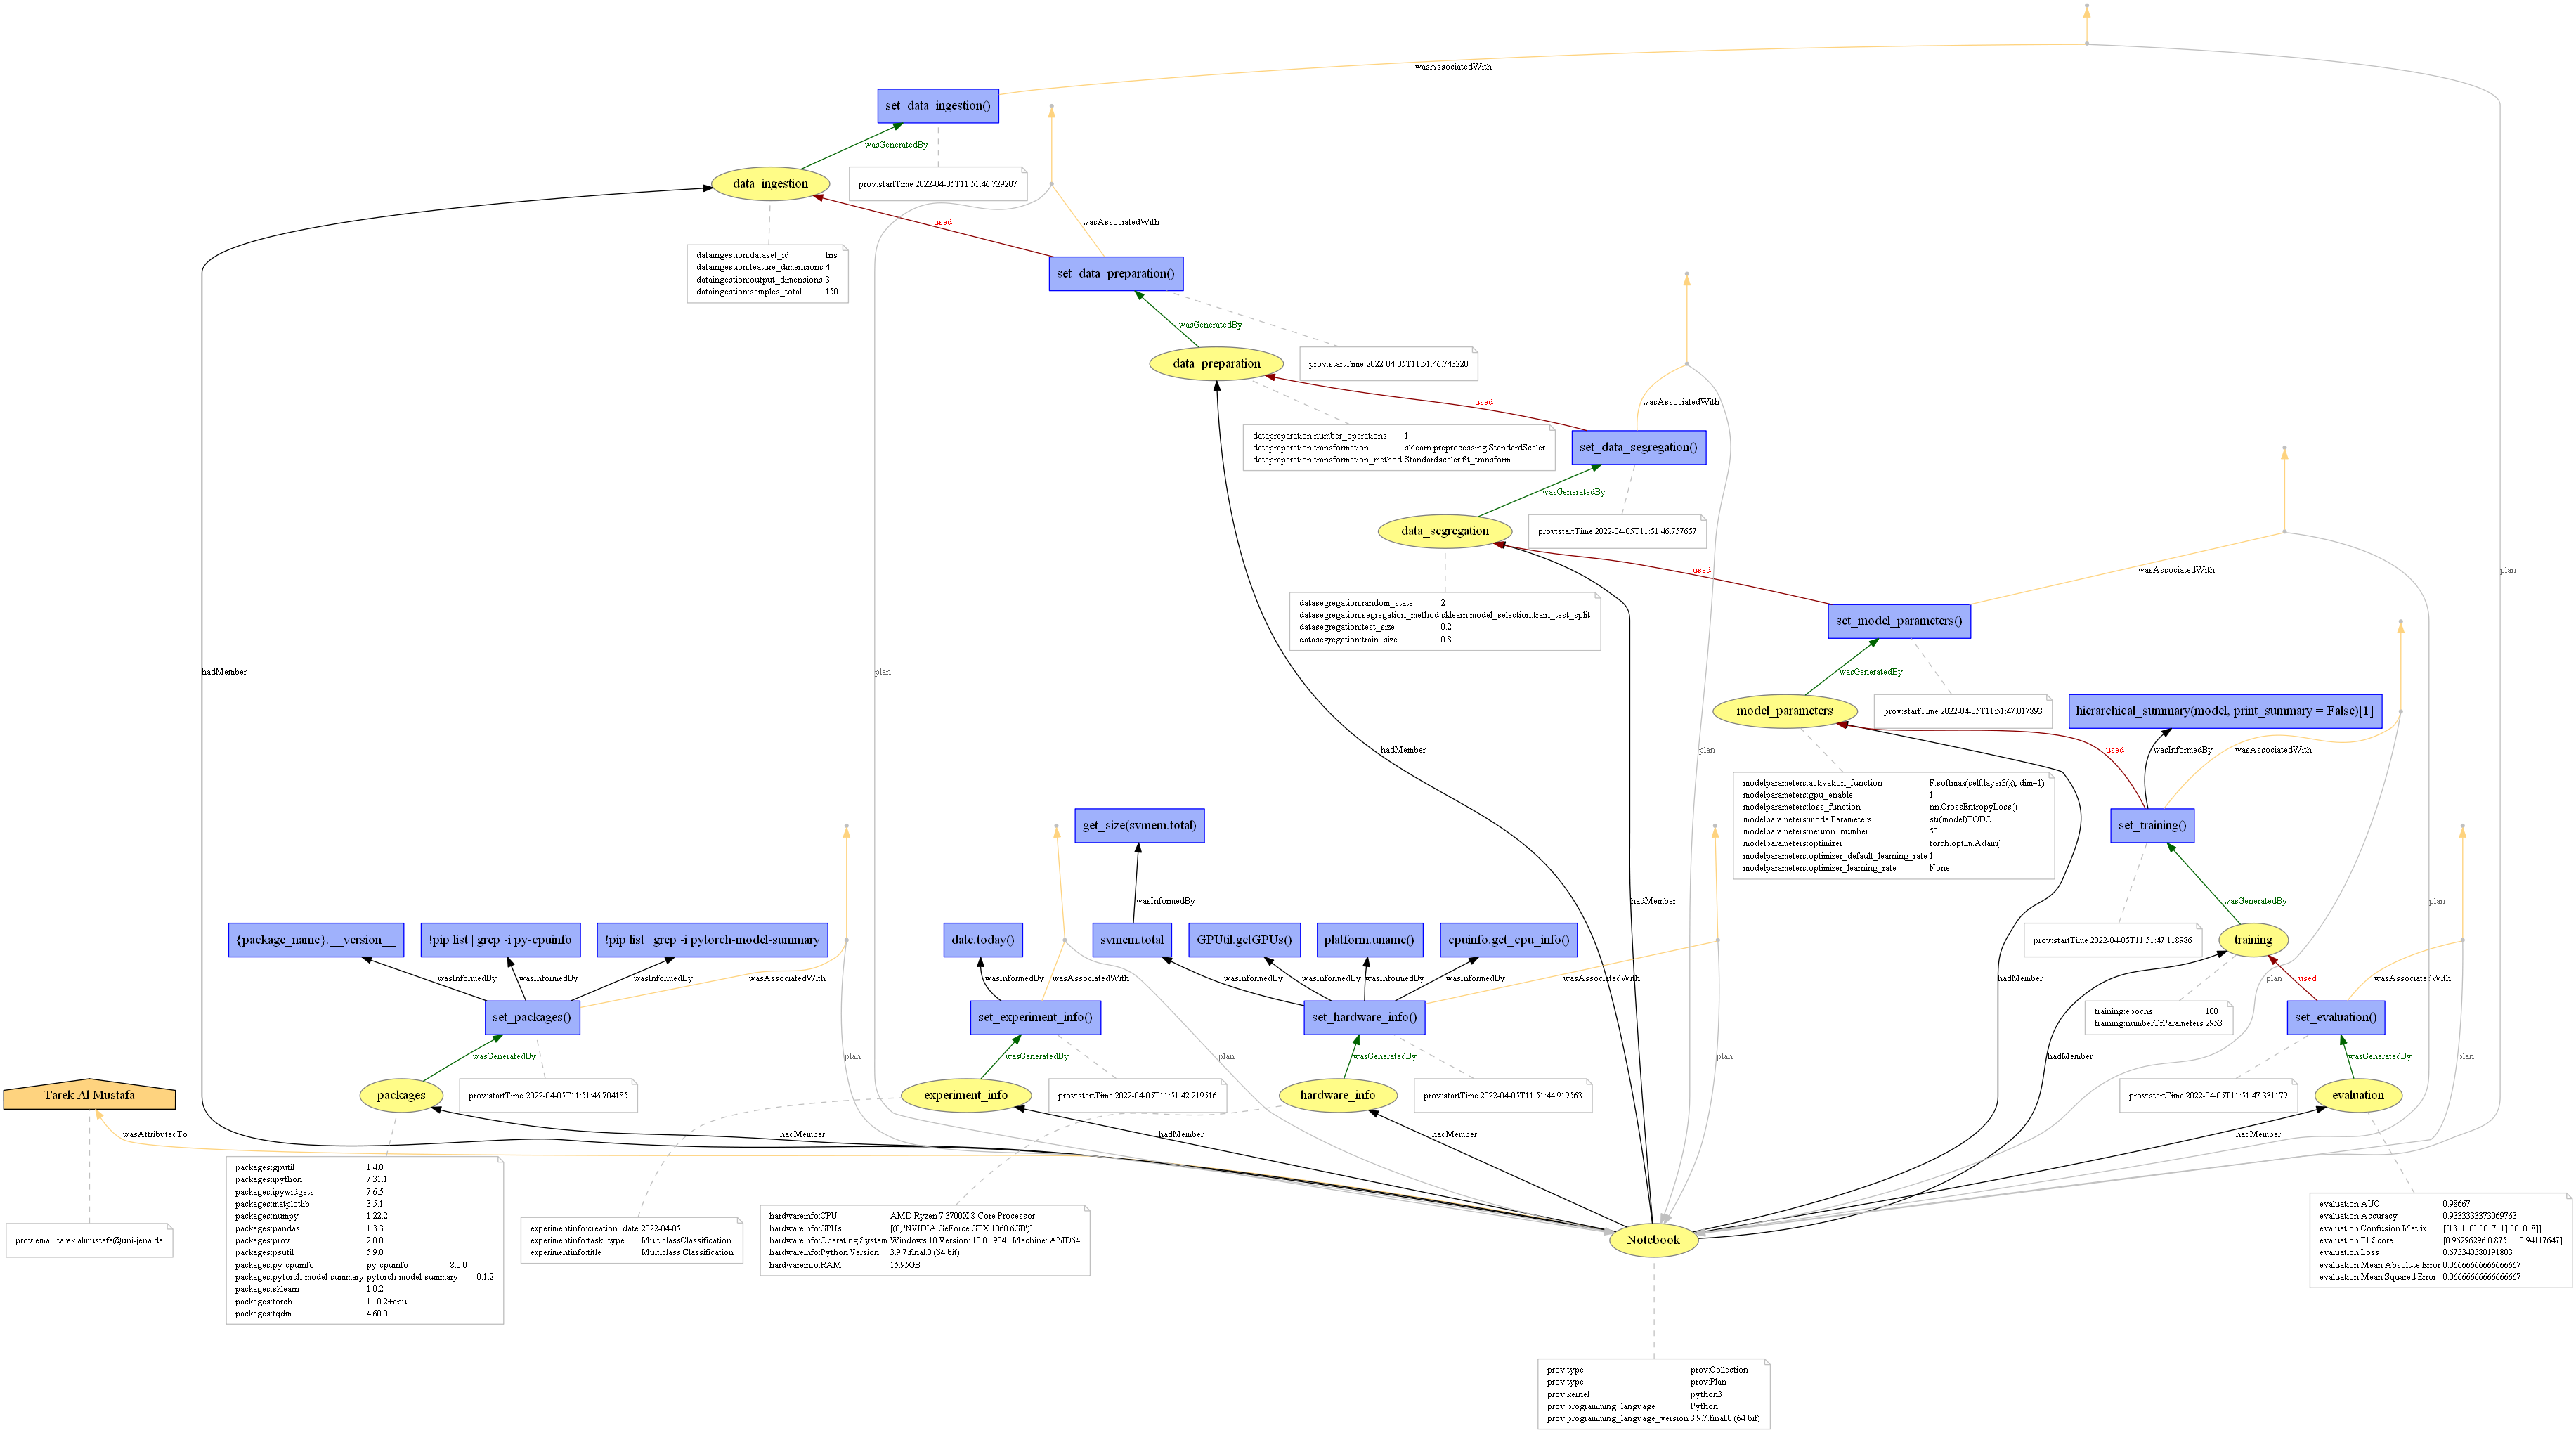 wasAssociatedWith
set_data_ingestion()
wasGeneratedBy
data_ingestion
prov:startTime 2022-04-05T11:51:46.729207
used
wasAssociatedWith
dataingestion:dataset_id Iris
dataingestion:feature_dimensions 4
dataingestion:output_dimensions 3
dataingestion:samples_total 150
set_data_preparation()
wasGeneratedBy
data_preparation
prov:startTime 2022-04-05T11:51:46.743220
used
wasAssociatedWith
datapreparation:number_operations 1
datapreparation:transformation sklearn.preprocessing.StandardScaler
datapreparation:transformation_method Standardscaler.fit_transform
set_data_segregation()
wasGeneratedBy
data_segregation
prov:startTime 2022-04-05T11:51:46.757657
used
wasAssociatedWith
plan
datasegregation:random_state 2
datasegregation:segregation_method sklearn.model_selection.train_test_split
datasegregation:test_size 0.2
datasegregation:train_size 0.8
set_model_parameters()
hadMember
plan
wasGeneratedBy
model_parameters
prov:startTime 2022-04-05T11:51:47.017893
hierarchical_summary(model, print_summary = False)[1]
hadMember
plan
used
wasInformedBy
wasAssociatedWith
modelparameters:activation_function F.softmax(self.layer3(x), dim=1)
modelparameters:gpu_enable 1
modelparameters:loss_function nn.CrossEntropyLoss()
modelparameters:modelParameters str(model)TODO
modelparameters:neuron_number 50
modelparameters:optimizer torch.optim.Adam(
modelparameters:optimizer_default_learning_rate 1
modelparameters:optimizer_learning_rate None
get_size(svmem.total)
set_training()
wasInformedBy
hadMember
wasGeneratedBy
plan
{package_name}.__version__
!pip list | grep -i py-cpuinfo
!pip list | grep -i pytorch-model-summary
date.today()
svmem.total
GPUtil.getGPUs()
platform.uname()
cpuinfo.get_cpu_info()
prov:startTime 2022-04-05T11:51:47.118986
training
wasInformedBy
wasInformedBy
wasInformedBy
wasAssociatedWith
wasInformedBy
wasAssociatedWith
wasInformedBy
wasInformedBy
wasInformedBy
wasInformedBy
wasAssociatedWith
hadMember
plan
used
wasAssociatedWith
set_packages()
set_experiment_info()
set_hardware_info()
training:epochs 100
training:numberOfParameters 2953
set_evaluation()
wasGeneratedBy
plan
wasGeneratedBy
plan
wasGeneratedBy
plan
hadMember
wasGeneratedBy
plan
Tarek Al Mustafa
packages
prov:startTime 2022-04-05T11:51:46.704185
experiment_info
prov:startTime 2022-04-05T11:51:42.219516
hardware_info
prov:startTime 2022-04-05T11:51:44.919563
prov:startTime 2022-04-05T11:51:47.331179
evaluation
wasAttributedTo
hadMember
hadMember
hadMember
hadMember
prov:email tarek.almustafa@uni-jena.de
packages:gputil 1.4.0
packages:ipython 7.31.1
packages:ipywidgets 7.6.5
packages:matplotlib 3.5.1
packages:numpy 1.22.2
packages:pandas 1.3.3
packages:prov 2.0.0
packages:psutil 5.9.0
packages:py-cpuinfo py-cpuinfo 8.0.0
packages:pytorch-model-summary pytorch-model-summary 0.1.2
packages:sklearn 1.0.2
packages:torch 1.10.2+cpu
packages:tqdm 4.60.0
experimentinfo:creation_date 2022-04-05
experimentinfo:task_type MulticlassClassification
experimentinfo:title Multiclass Classification
hardwareinfo:CPU AMD Ryzen 7 3700X 8-Core Processor
hardwareinfo:GPUs [(0, 'NVIDIA GeForce GTX 1060 6GB')]
hardwareinfo:Operating System Windows 10 Version: 10.0.19041 Machine: AMD64
hardwareinfo:Python Version 3.9.7.final.0 (64 bit)
hardwareinfo:RAM 15.95GB
Notebook
evaluation:AUC 0.98667
evaluation:Accuracy 0.9333333373069763
evaluation:Confusion Matrix [[13 1 0] [ 0 7 1] [ 0 0 8]]
evaluation:F1 Score [0.96296296 0.875 0.94117647]
evaluation:Loss 0.673340380191803
evaluation:Mean Absolute Error 0.06666666666666667
evaluation:Mean Squared Error 0.06666666666666667
prov:type prov:Collection
prov:type prov:Plan
prov:kernel python3
prov:programming_language Python
prov:programming_language_version 3.9.7.final.0 (64 bit)